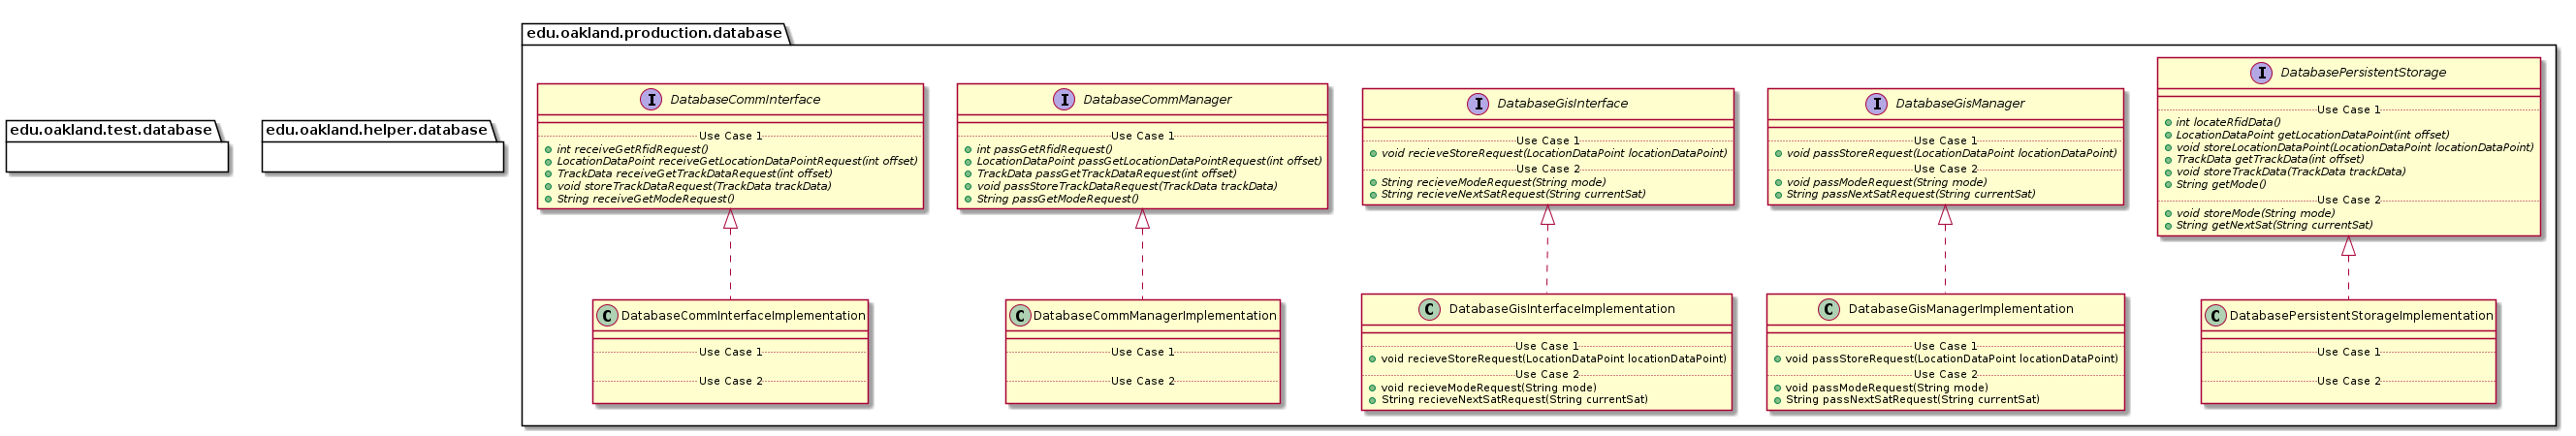 edu.oakland.test.database
edu.oakland.helper.database
edu.oakland.production.database
I DatabaseCommInterface
Use Case 1
int receiveGetRfidRequest()
LocationDataPoint receiveGetLocationDataPointRequest(int offset)
TrackData receiveGetTrackDataRequest(int offset)
void storeTrackDataRequest(TrackData trackData)
String receiveGetModeRequest()
I DatabaseCommManager
Use Case 1
int passGetRfidRequest()
LocationDataPoint passGetLocationDataPointRequest(int offset)
TrackData passGetTrackDataRequest(int offset)
void passStoreTrackDataRequest(TrackData trackData)
String passGetModeRequest()
I DatabaseGisInterface
Use Case 1
void recieveStoreRequest(LocationDataPoint locationDataPoint)
Use Case 2
String recieveModeRequest(String mode)
String recieveNextSatRequest(String currentSat)
I DatabaseGisManager
Use Case 1
void passStoreRequest(LocationDataPoint locationDataPoint)
Use Case 2
void passModeRequest(String mode)
String passNextSatRequest(String currentSat)
I DatabasePersistentStorage
Use Case 1
int locateRfidData()
LocationDataPoint getLocationDataPoint(int offset)
void storeLocationDataPoint(LocationDataPoint locationDataPoint)
TrackData getTrackData(int offset)
void storeTrackData(TrackData trackData)
String getMode()
Use Case 2
void storeMode(String mode)
String getNextSat(String currentSat)
C DatabaseCommInterfaceImplementation
Use Case 1
Use Case 2
C DatabaseCommManagerImplementation
Use Case 1
Use Case 2
C DatabaseGisInterfaceImplementation
Use Case 1
void recieveStoreRequest(LocationDataPoint locationDataPoint)
Use Case 2
void recieveModeRequest(String mode)
String recieveNextSatRequest(String currentSat)
C DatabaseGisManagerImplementation
Use Case 1
void passStoreRequest(LocationDataPoint locationDataPoint)
Use Case 2
void passModeRequest(String mode)
String passNextSatRequest(String currentSat)
C DatabasePersistentStorageImplementation
Use Case 1
Use Case 2